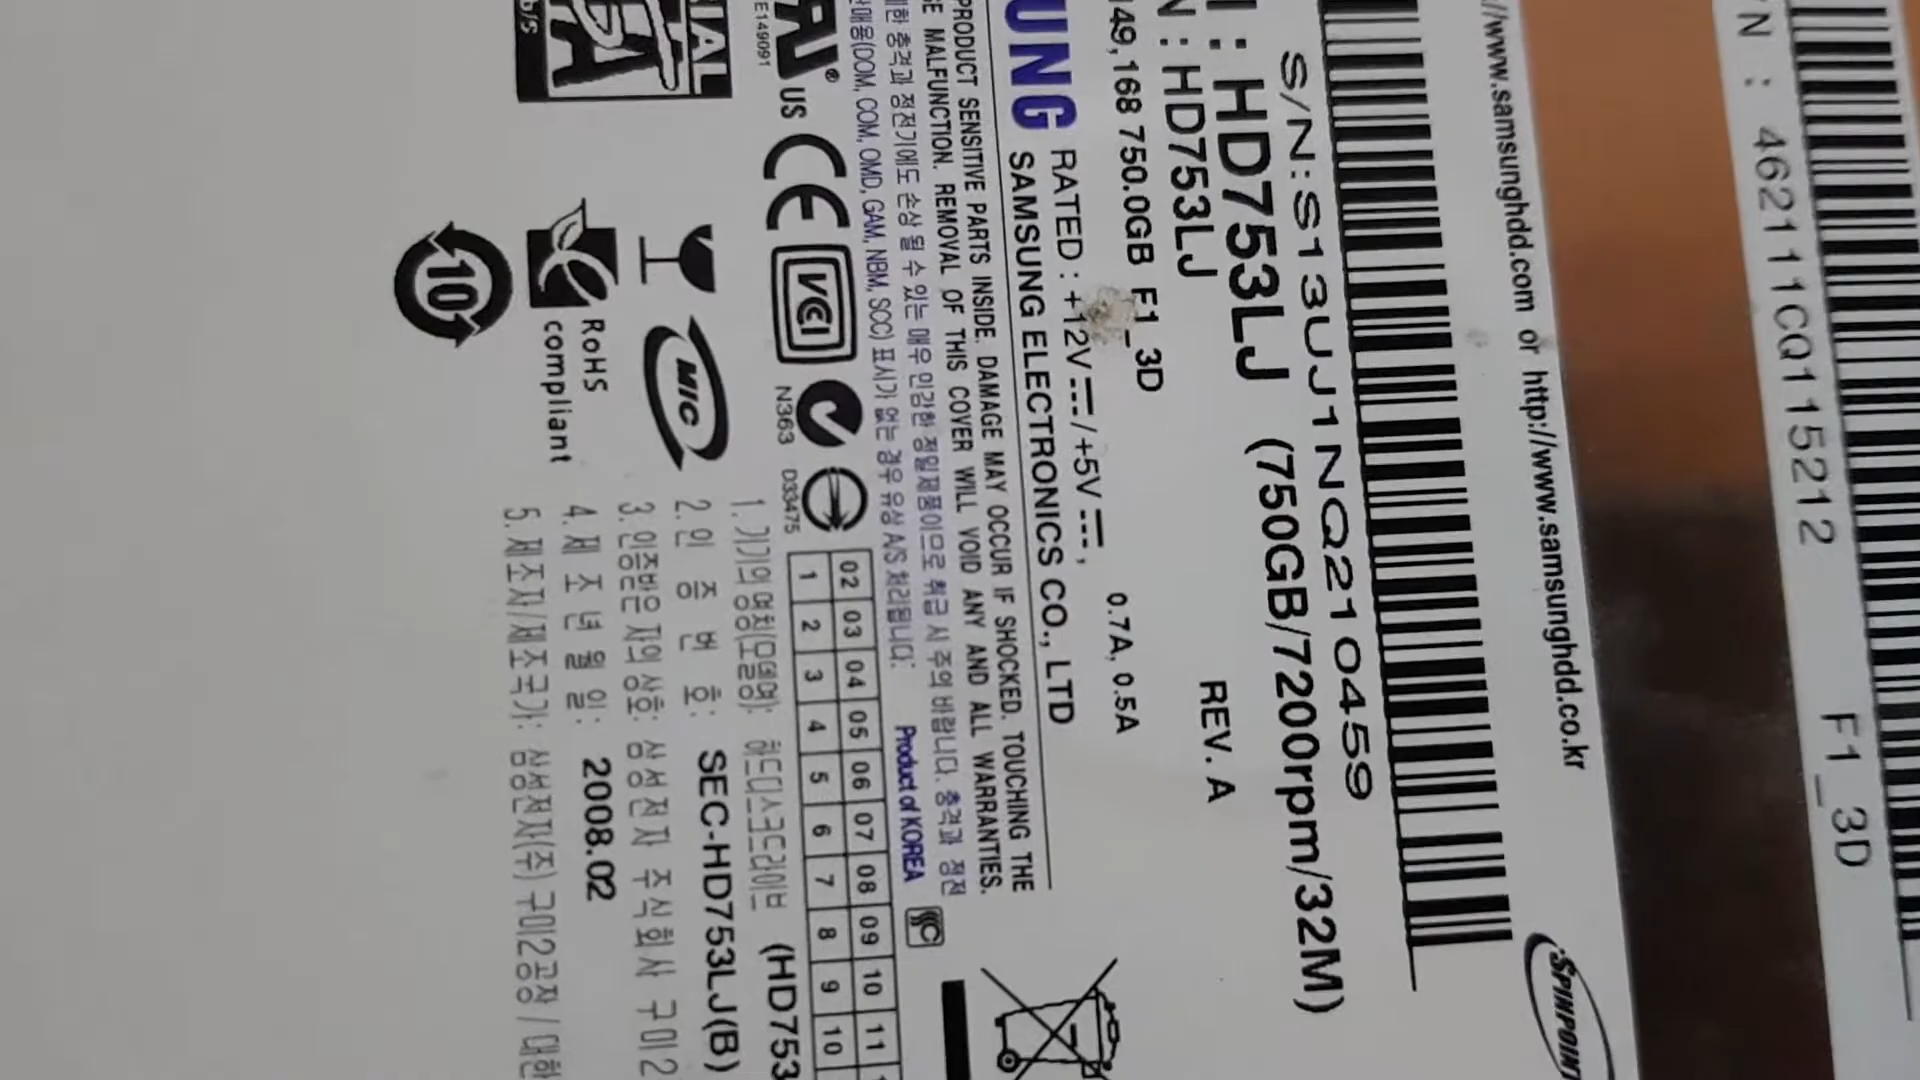 N : 462111CQ115212 F1_3D
://www.samsunghdd.com or http://www.samsunghdd.co.kr
SPINPOINT
S/N:S13UJ1NQ210459
: HD753LJ (750GB/7200rpm/32M)
N : HD753LJ REV. A
149,168 750.0GB F1_3D
UNG RATED : +12V /+5V , 0.7A, 0.5A
SAMSUNG ELECTRONICS CO., LTD
PRODUCT SENSITIVE PARTS INSIDE. DAMAGE MAY OCCUR IF SHOCKED. TOUCHING THE
MALFUNCTION. REMOVAL OF THIS COVER WILL VOID ANY AND ALL WARRANTIES.
충격과 정전기에도 손상 될 수 있는 매우 민감한 정밀제품이므로 취급 시 주의 바랍니다. 충격과 정전
(DOM, COM, OMD, GAM, NBM, SOC) 표시가 없는 경우 유상 A/S 처리됩니다. Product of KOREA
US
E149091
CE
VCI
N363 D33475
02 03 04 05 06 07 08 09 10 11
1 2 3 4 5 6 7 8 9 10
IAL
b/s
MIC
RoHS
compliant
10
1. 기기의 명칭(모델명): 하드디스크드라이브 (HD753
2. 인 증 번 호: SEC-HD753LJ(B)
3. 인증받은 자의 상호: 삼성전자 주식회사 구미2
4. 제 조 년 월 일: 2008.02
5. 제조자/제조국가: 삼성전자(주) 구미2공장 / 대한